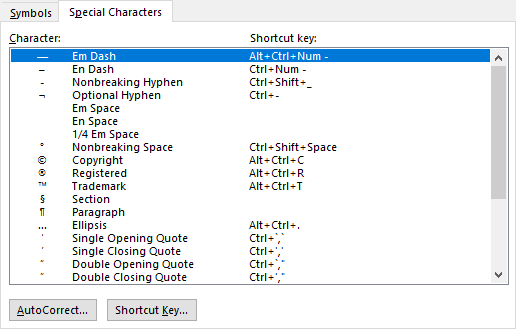 Symbols Special Characters
Character: Shortcut key:
— Em Dash Alt+Ctrl+Num -
– En Dash Ctrl+Num -
- Nonbreaking Hyphen Ctrl+Shift+_
¬ Optional Hyphen Ctrl+-
Em Space
En Space
1/4 Em Space
° Nonbreaking Space Ctrl+Shift+Space
© Copyright Alt+Ctrl+C
® Registered Alt+Ctrl+R
™ Trademark Alt+Ctrl+T
§ Section
¶ Paragraph
… Ellipsis Alt+Ctrl+.
‘ Single Opening Quote Ctrl+`,`
’ Single Closing Quote Ctrl+','
“ Double Opening Quote Ctrl+`,"
” Double Closing Quote Ctrl+',"
AutoCorrect... Shortcut Key...